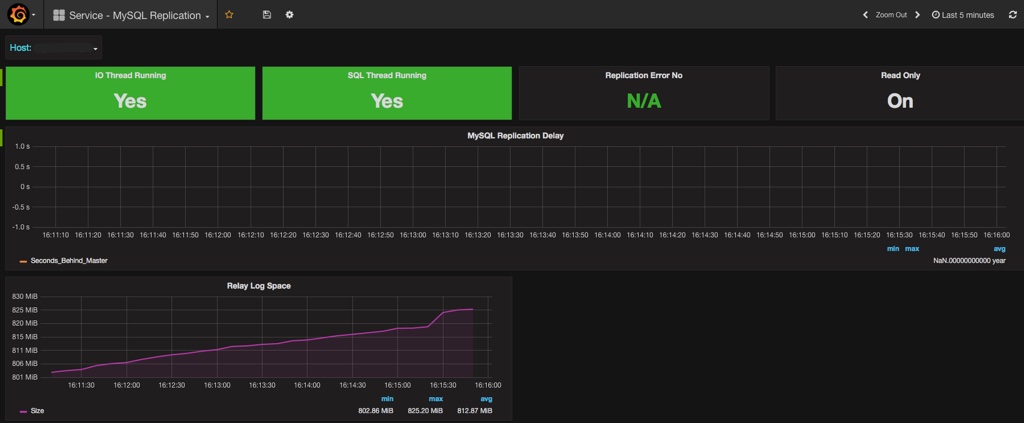 Service - MySQL Replication
Zoom Out
Last 5 minutes
Host:
IO Thread Running
Yes
SQL Thread Running
Yes
Replication Error No
N/A
Read Only
On
MySQL Replication Delay
1.0 s
0.5 s
0 s
-0.5 s
-1.0 s
16:11:10 16:11:20 16:11:30 16:11:40 16:11:50 16:12:00 16:12:10 16:12:20 16:12:30 16:12:40 16:12:50 16:13:00 16:13:10 16:13:20 16:13:30 16:13:40 16:13:50 16:14:00 16:14:10 16:14:20 16:14:30 16:14:40 16:14:50 16:15:00 16:15:10 16:15:20 16:15:30 16:15:40 16:15:50 16:16:00
min max avg
Seconds_Behind_Master NaN.00000000000 year
Relay Log Space
830 MiB
825 MiB
820 MiB
815 MiB
811 MiB
806 MiB
801 MiB
16:11:30 16:12:00 16:12:30 16:13:00 16:13:30 16:14:00 16:14:30 16:15:00 16:15:30 16:16:00
min max avg
Size 802.86 MiB 825.20 MiB 812.87 MiB